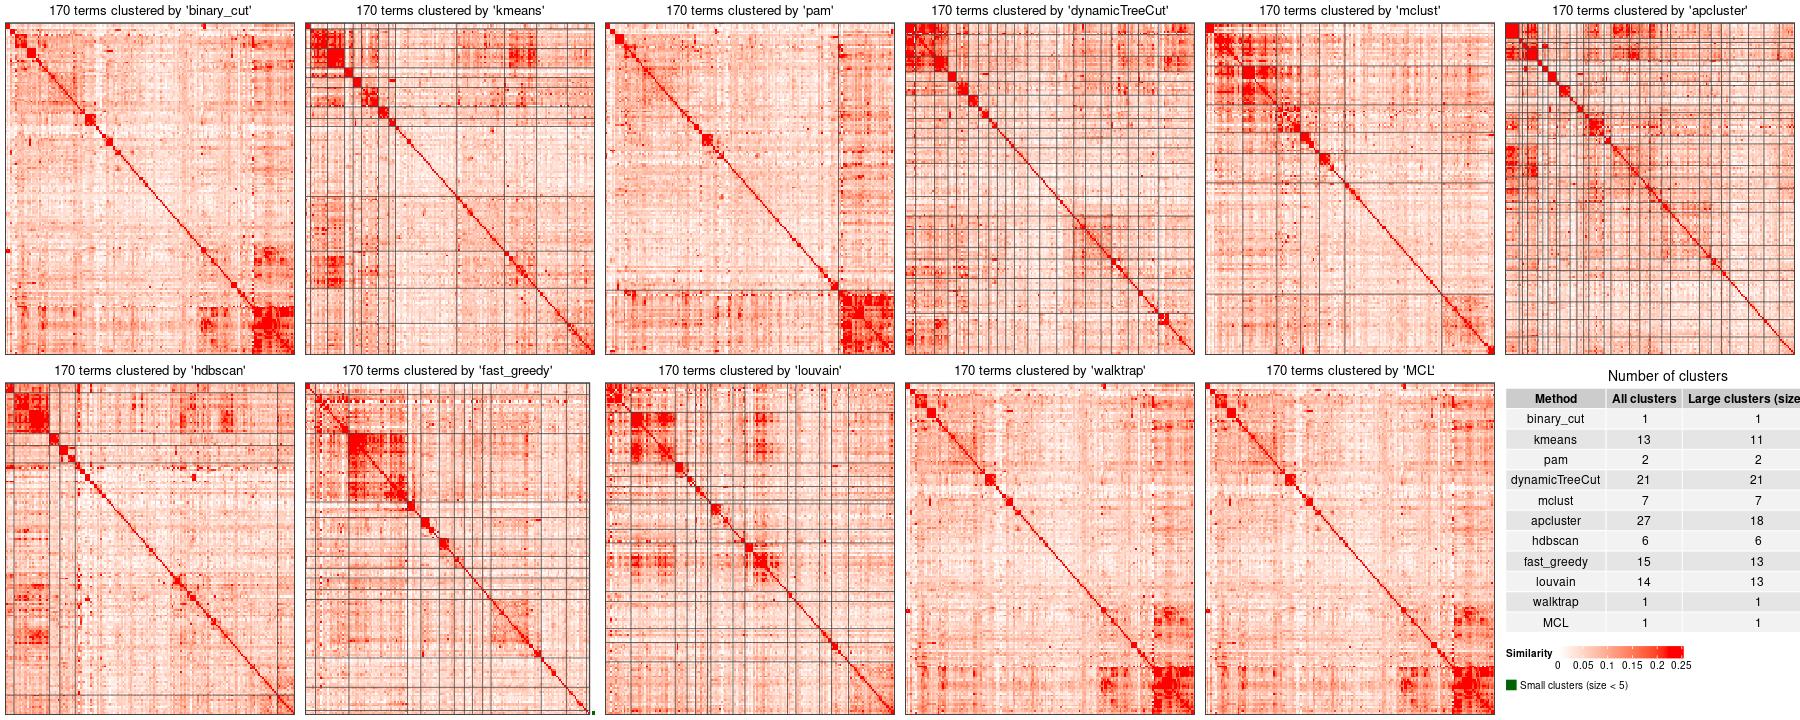 170 terms clustered by 'binary_cut'
170 terms clustered by 'kmeans'
170 terms clustered by 'pam'
170 terms clustered by 'dynamicTreeCut'
170 terms clustered by 'mclust'
170 terms clustered by 'apcluster'
170 terms clustered by 'hdbscan'
170 terms clustered by 'fast_greedy'
170 terms clustered by 'louvain'
170 terms clustered by 'walktrap'
170 terms clustered by 'MCL'
Number of clusters
Method All clusters Large clusters (size
binary_cut 1 1
kmeans 13 11
pam 2 2
dynamicTreeCut 21 21
mclust 7 7
apcluster 27 18
hdbscan 6 6
fast_greedy 15 13
louvain 14 13
walktrap 1 1
MCL 1 1
Similarity
0 0.05 0.1 0.15 0.2 0.25
Small clusters (size < 5)